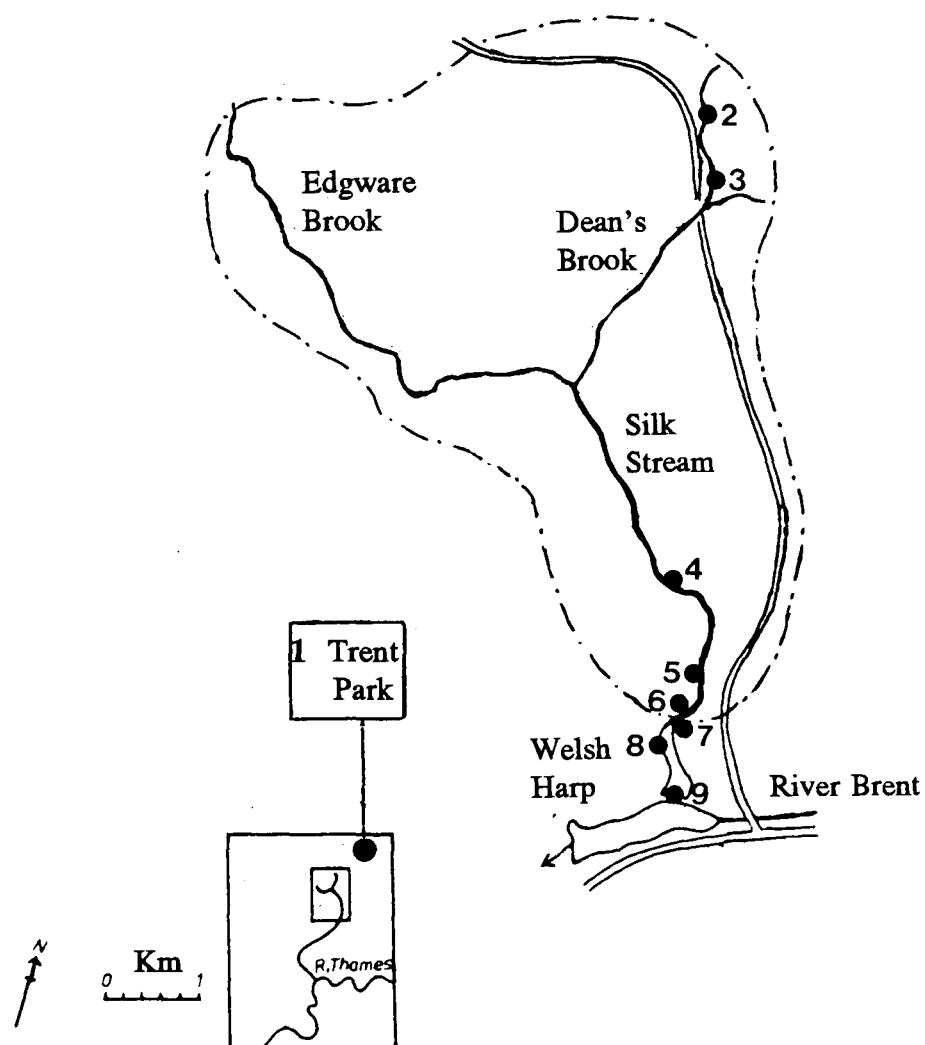 2
3
Edgware
Brook
Dean's
Brook
Silk
Stream
4
1 Trent
Park
5
6
7
Welsh
Harp
8
9
River Brent
R.Thames
N
Km
0 1